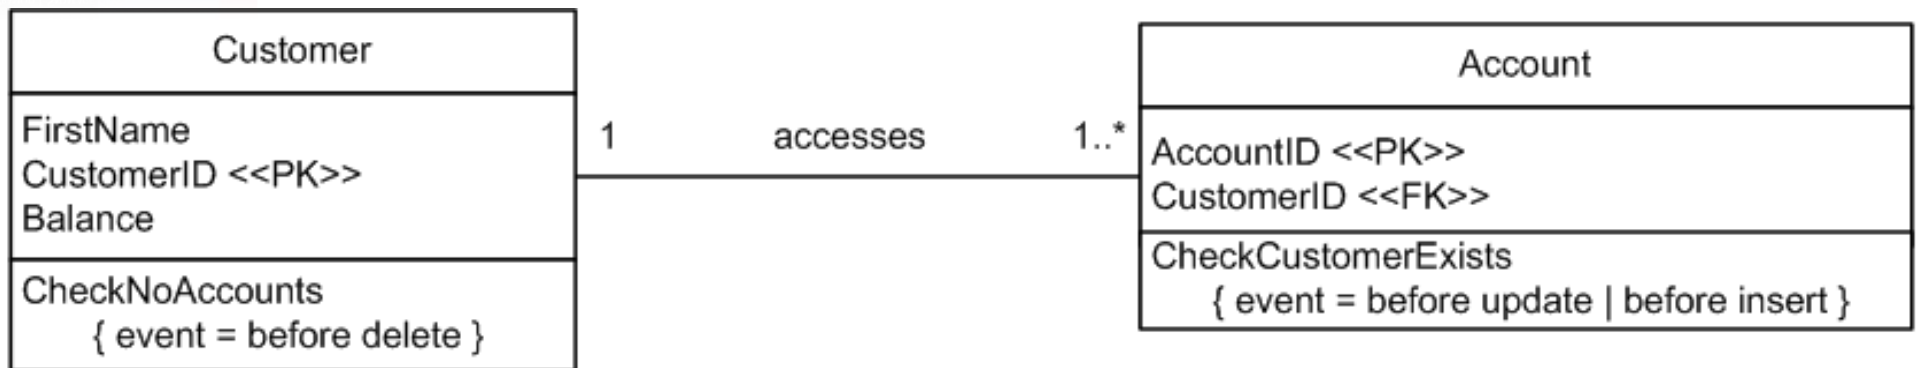 Customer
FirstName
CustomerID <<PK>>
Balance
CheckNoAccounts
{ event = before delete }
1 accesses 1..*
Account
AccountID <<PK>>
CustomerID <<FK>>
CheckCustomerExists
{ event = before update | before insert }